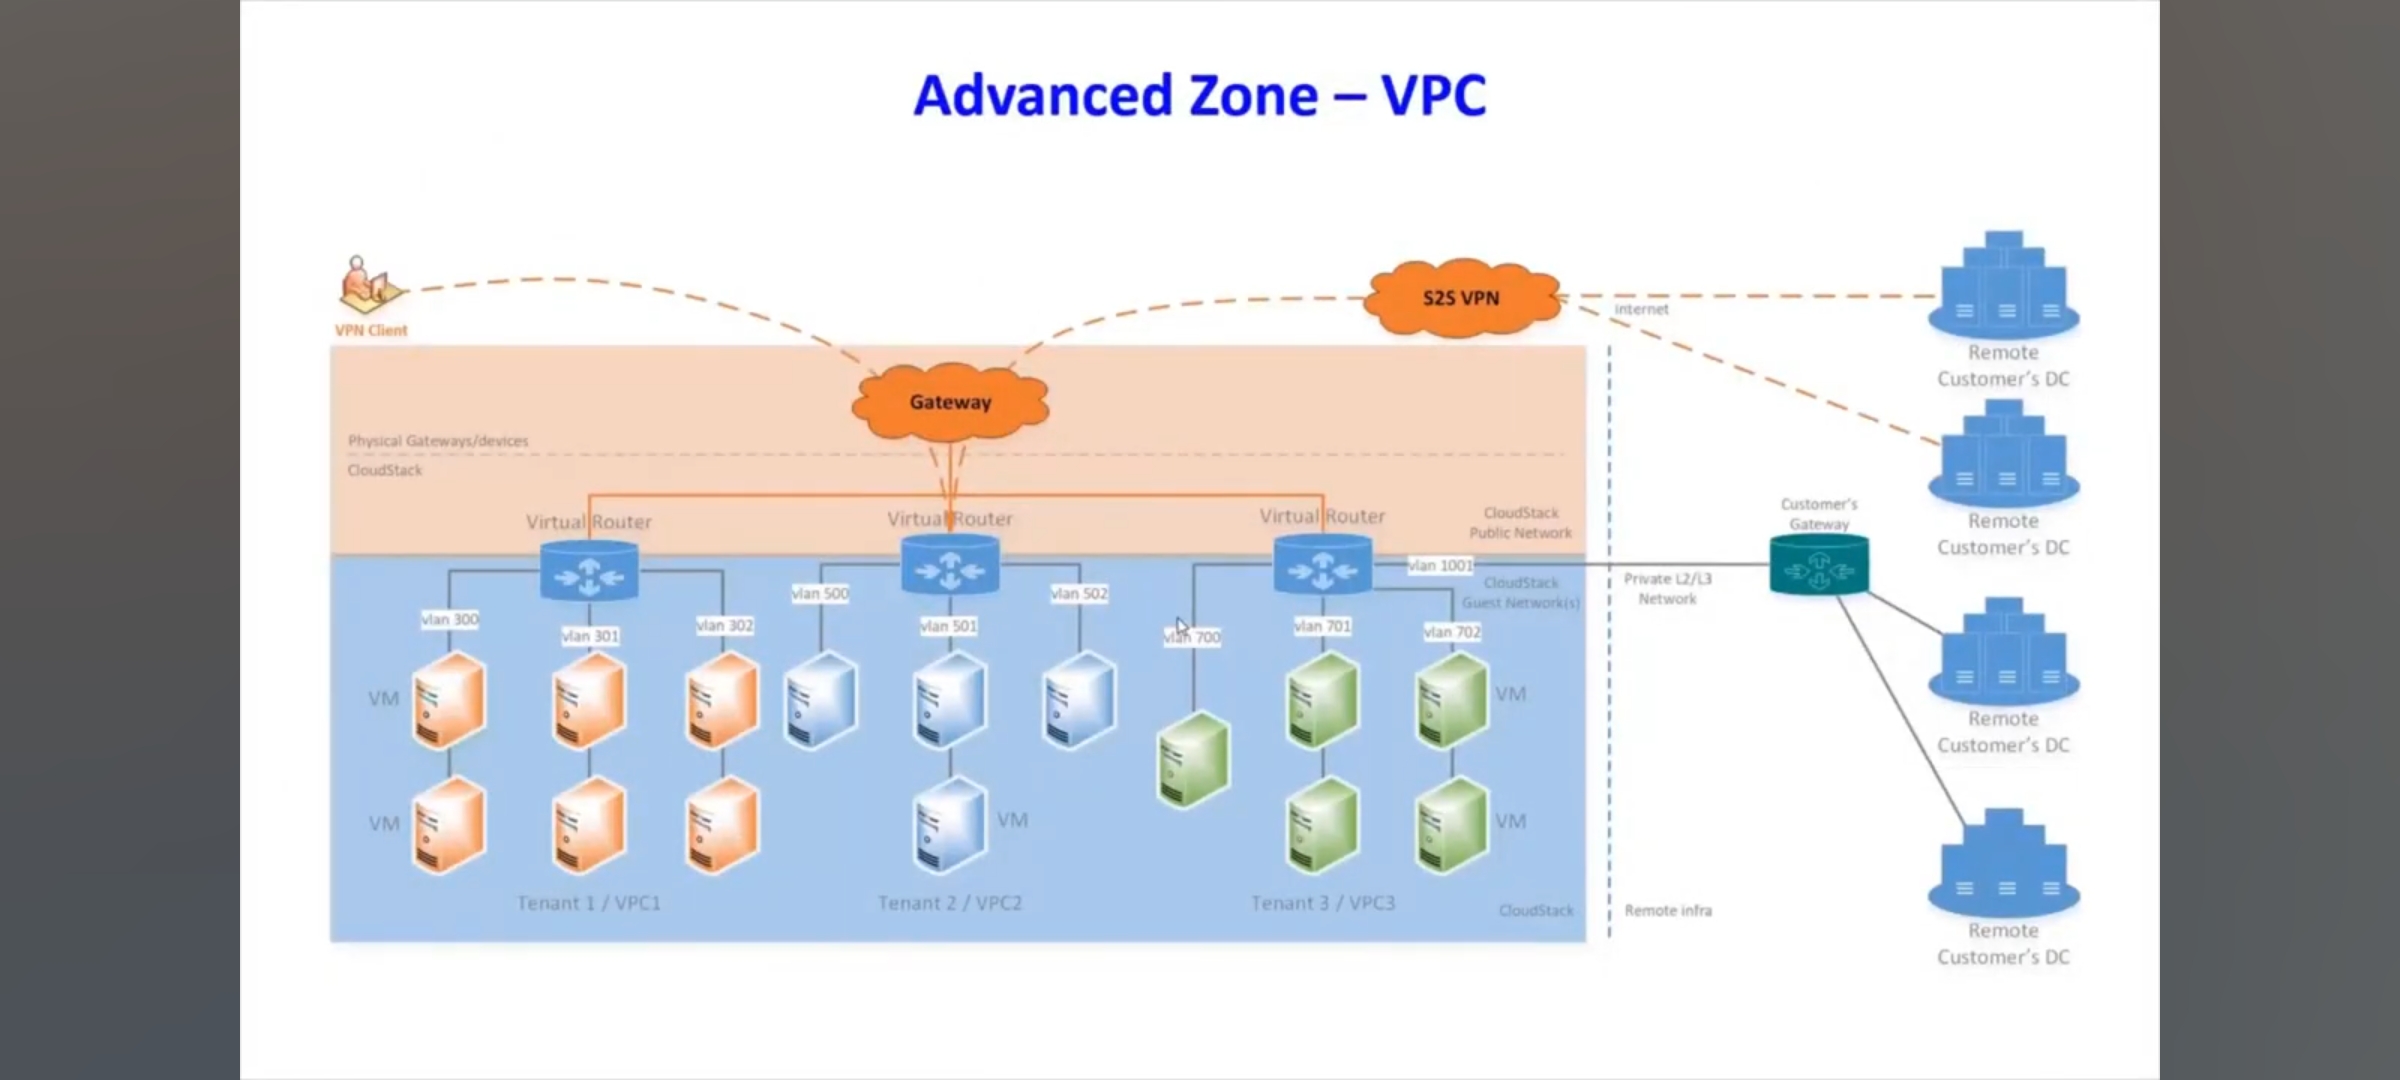 Advanced Zone – VPC
VPN Client
S2S VPN
internet
Remote
Customer's DC
Gateway
Physical Gateways/devices
CloudStack
Remote
Customer's DC
Virtual Router
Virtual Router
Virtual Router
CloudStack
Public Network
Customer's
Gateway
vlan 1001
CloudStack
Guest Network(s)
Private L2/L3
Network
vlan 300
vlan 301
vlan 302
vlan 500
vlan 501
vlan 502
vlan 700
vlan 701
vlan 702
VM
VM
Remote
Customer's DC
VM
VM
VM
Tenant 1 / VPC1
Tenant 2 / VPC2
Tenant 3 / VPC3
CloudStack
Remote infra
Remote
Customer's DC